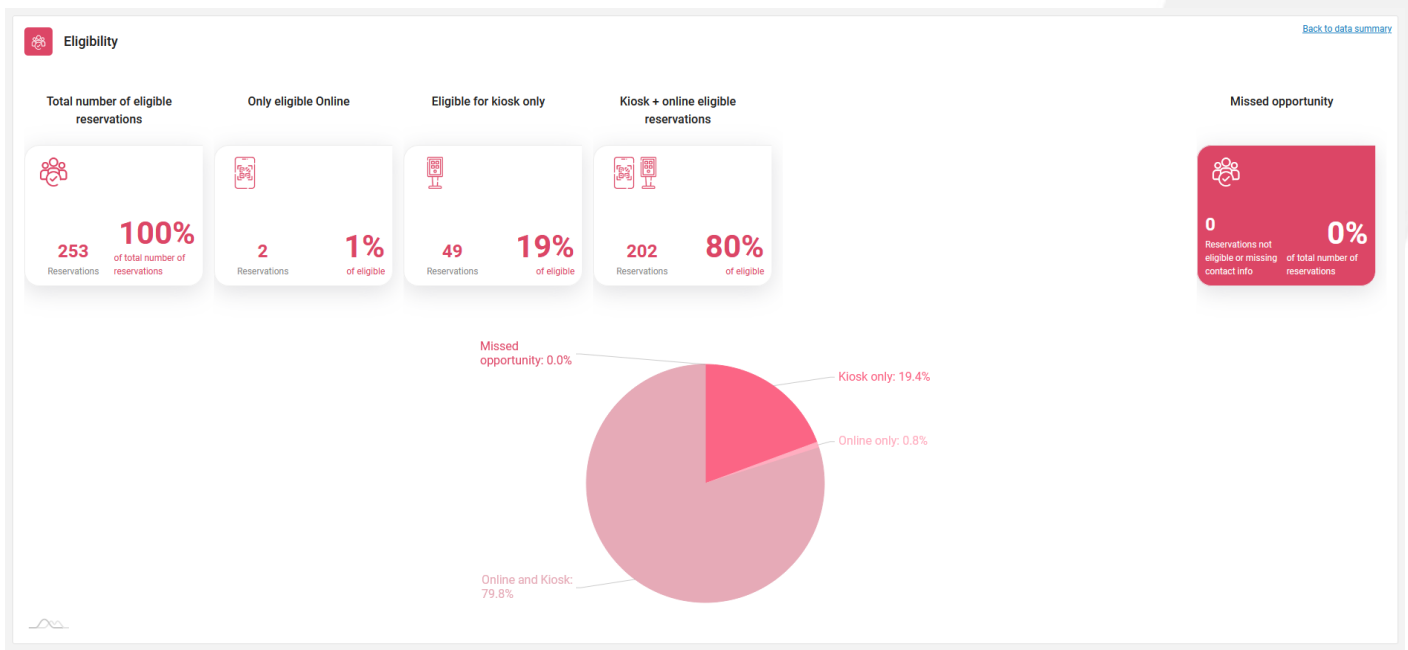 Eligibility
Back to data summary
Total number of eligible
reservations
Only eligible Online
Eligible for kiosk only
Kiosk + online eligible
reservations
Missed opportunity
253
Reservations
100%
of total number of
reservations
2
Reservations
1%
of eligible
49
Reservations
19%
of eligible
202
Reservations
80%
of eligible
0
Reservations not
eligible or missing
contact info
0%
of total number of
reservations
Missed
opportunity: 0.0%
Kiosk only: 19.4%
Online only: 0.8%
Online and Kiosk:
79.8%